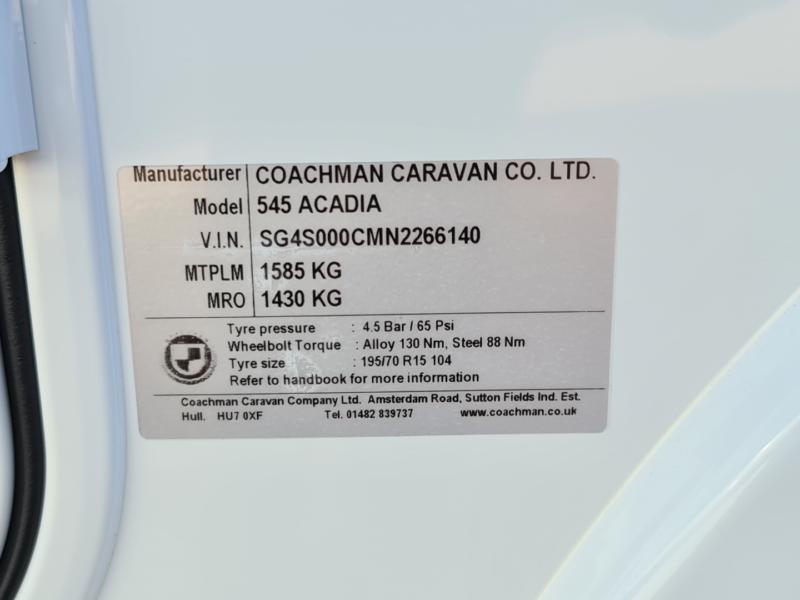 Manufacturer COACHMAN CARAVAN CO. LTD.
Model 545 ACADIA
V.I.N. SG4S000CMN2266140
MTPLM 1585 KG
MRO 1430 KG
Tyre pressure : 4.5 Bar / 65 Psi
Wheelbolt Torque : Alloy 130 Nm, Steel 88 Nm
Tyre size : 195/70 R15 104
Refer to handbook for more information
Coachman Caravan Company Ltd. Amsterdam Road, Sutton Fields Ind. Est.
Hull. HU7 0XF Tel. 01482 839737 www.coachman.co.uk